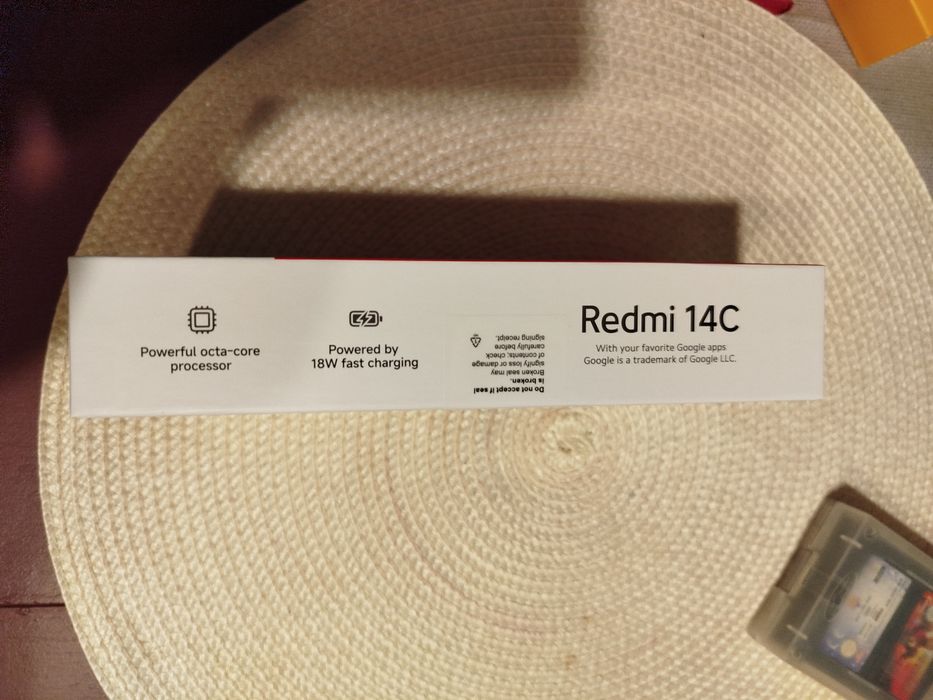 Powerful octa-core
processor
Powered by
18W fast charging
Do not accept if seal
is broken.
Broken seal may
signify loss or damage
of contents; check
carefully before
signing receipt.
Redmi 14C
With your favorite Google apps
Google is a trademark of Google LLC.